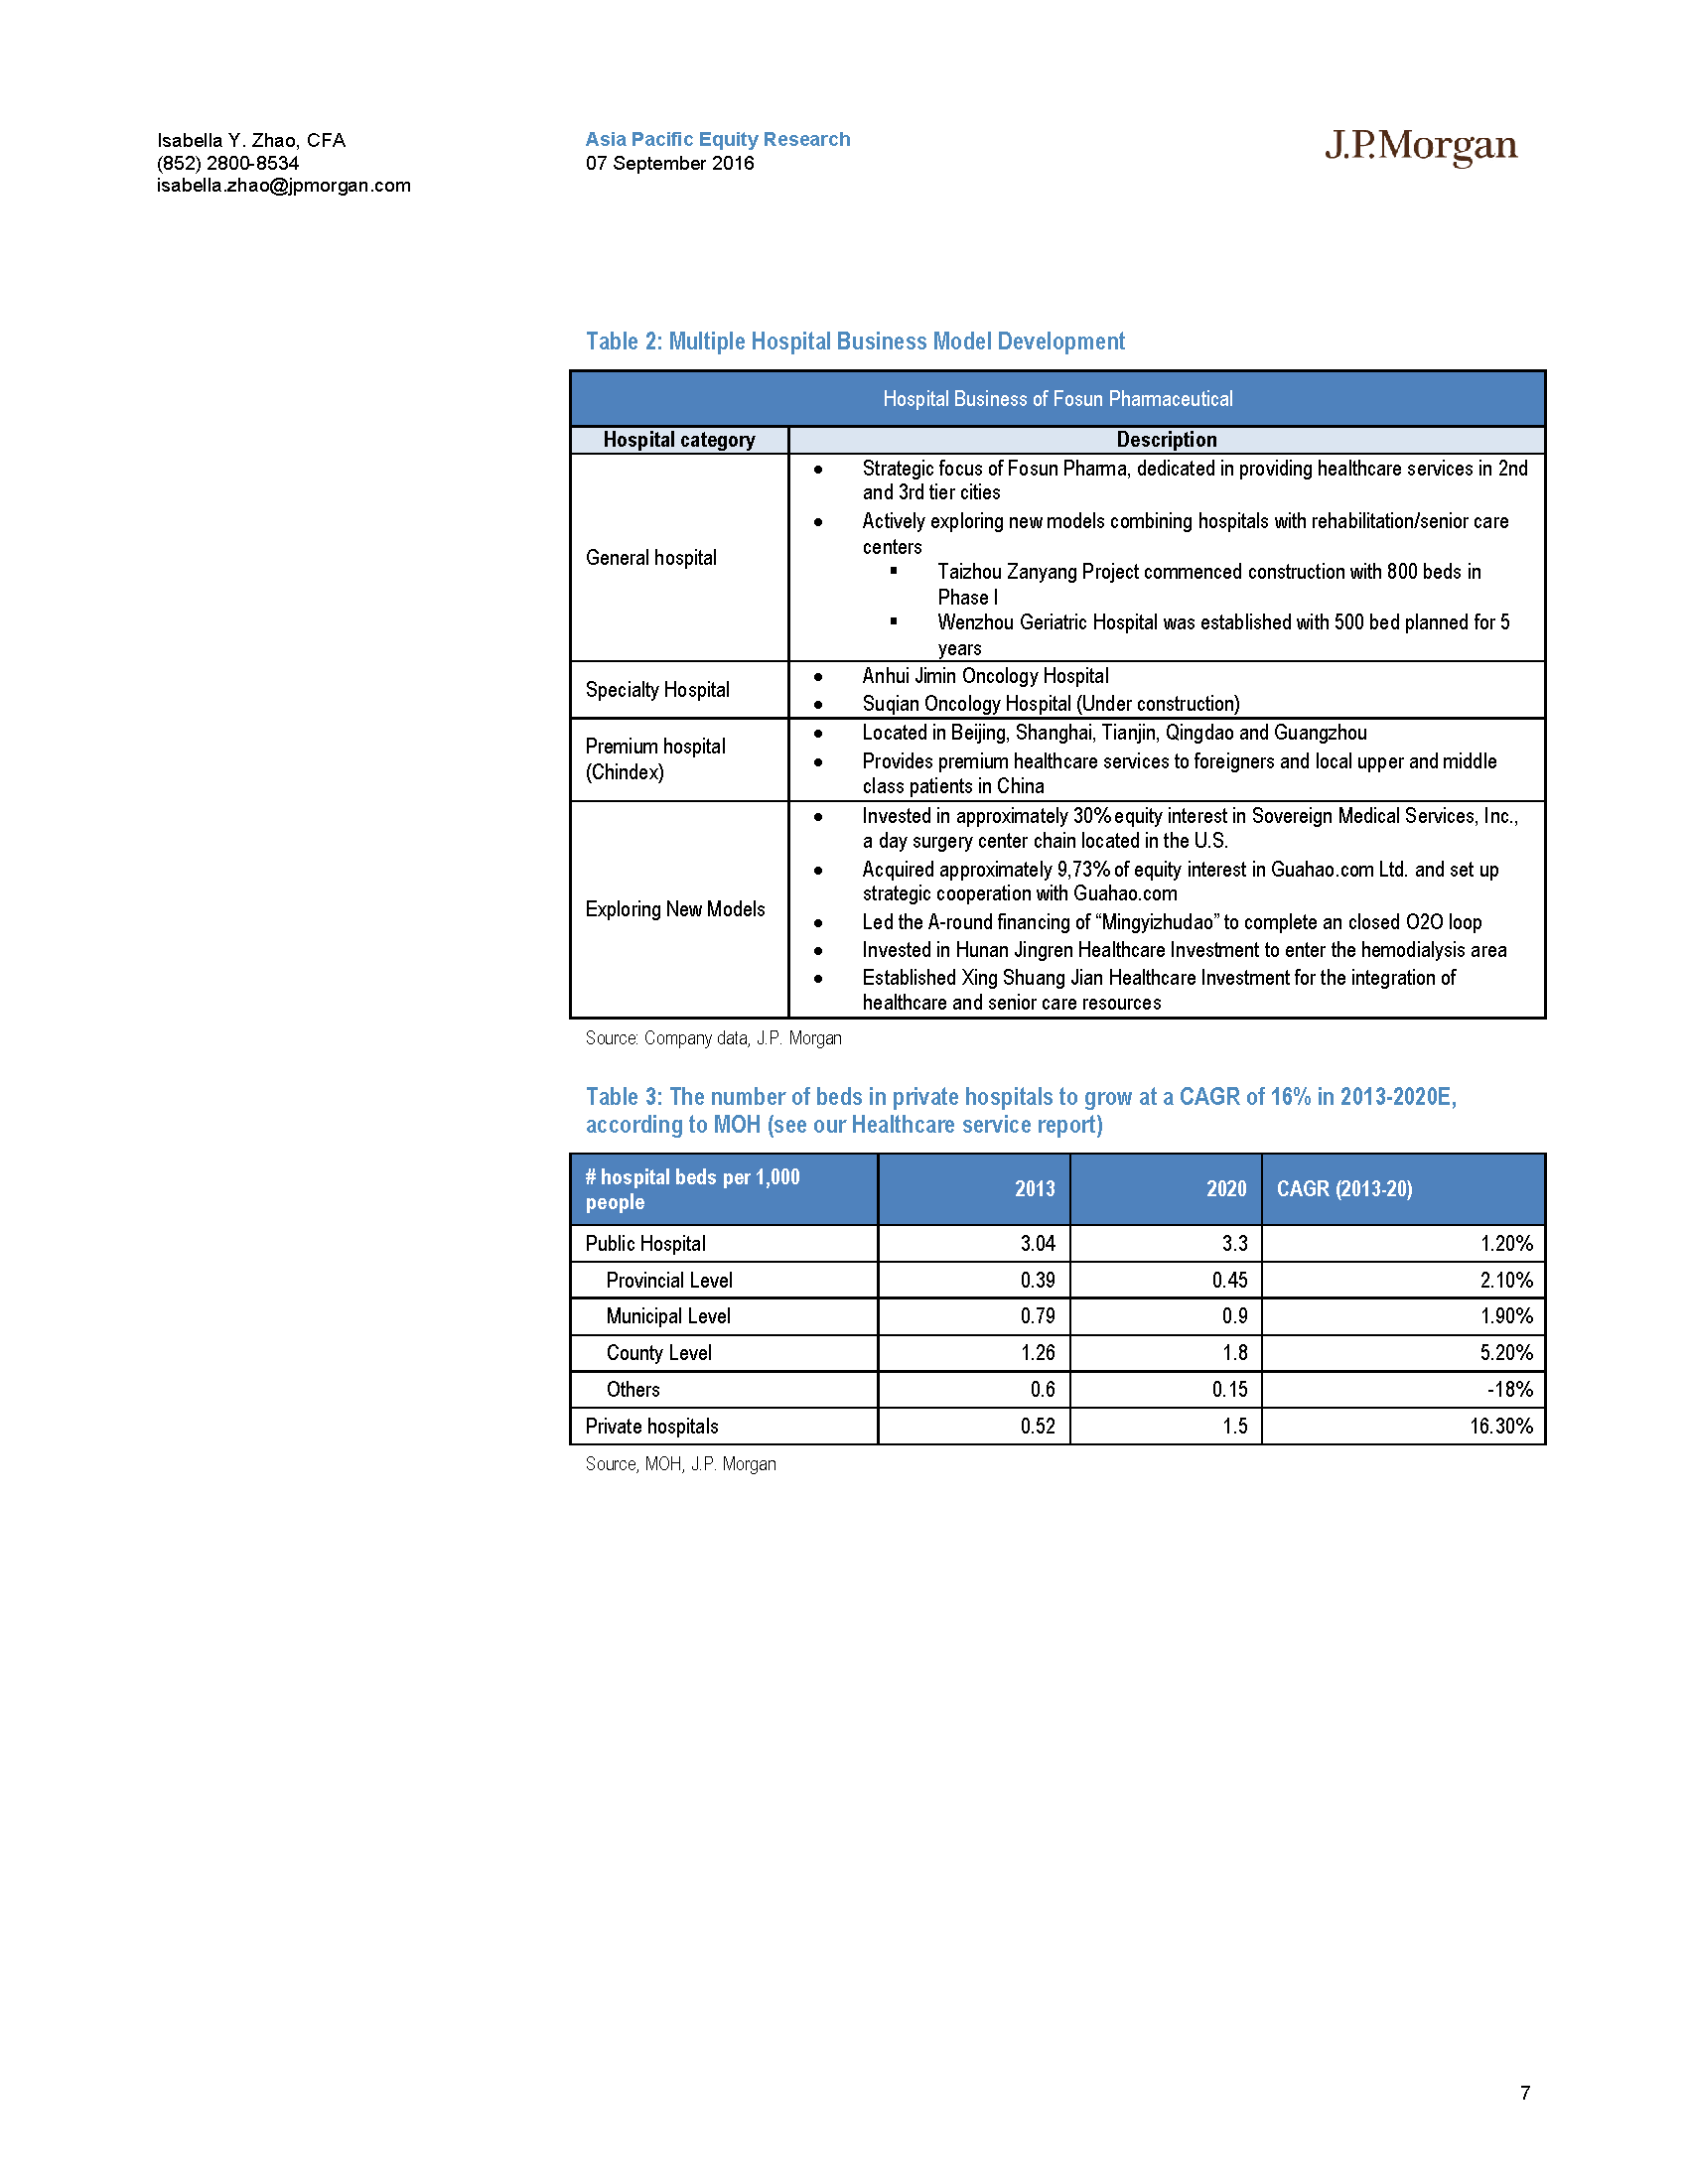 Isabella Y. Zhao, CFA
(852) 2800-8534
isabella.zhao@jpmorgan.com
Asia Pacific Equity Research
07 September 2016
J.P.Morgan
Table 2: Multiple Hospital Business Model Development
Hospital Business of Fosun Pharmaceutical
Hospital category Description
General hospital
• Strategic focus of Fosun Pharma, dedicated in providing healthcare services in 2nd
and 3rd tier cities
• Actively exploring new models combining hospitals with rehabilitation/senior care
centers
▪ Taizhou Zanyang Project commenced construction with 800 beds in
Phase I
▪ Wenzhou Geriatric Hospital was established with 500 bed planned for 5
years
Specialty Hospital
• Anhui Jimin Oncology Hospital
• Suqian Oncology Hospital (Under construction)
Premium hospital
(Chindex)
• Located in Beijing, Shanghai, Tianjin, Qingdao and Guangzhou
• Provides premium healthcare services to foreigners and local upper and middle
class patients in China
Exploring New Models
• Invested in approximately 30% equity interest in Sovereign Medical Services, Inc.,
a day surgery center chain located in the U.S.
• Acquired approximately 9,73% of equity interest in Guahao.com Ltd. and set up
strategic cooperation with Guahao.com
• Led the A-round financing of “Mingyizhudao” to complete an closed O2O loop
• Invested in Hunan Jingren Healthcare Investment to enter the hemodialysis area
• Established Xing Shuang Jian Healthcare Investment for the integration of
healthcare and senior care resources
Source: Company data, J.P. Morgan
Table 3: The number of beds in private hospitals to grow at a CAGR of 16% in 2013-2020E,
according to MOH (see our Healthcare service report)
# hospital beds per 1,000
people
2013 2020 CAGR (2013-20)
Public Hospital 3.04 3.3 1.20%
Provincial Level 0.39 0.45 2.10%
Municipal Level 0.79 0.9 1.90%
County Level 1.26 1.8 5.20%
Others 0.6 0.15 -18%
Private hospitals 0.52 1.5 16.30%
Source, MOH, J.P. Morgan
7